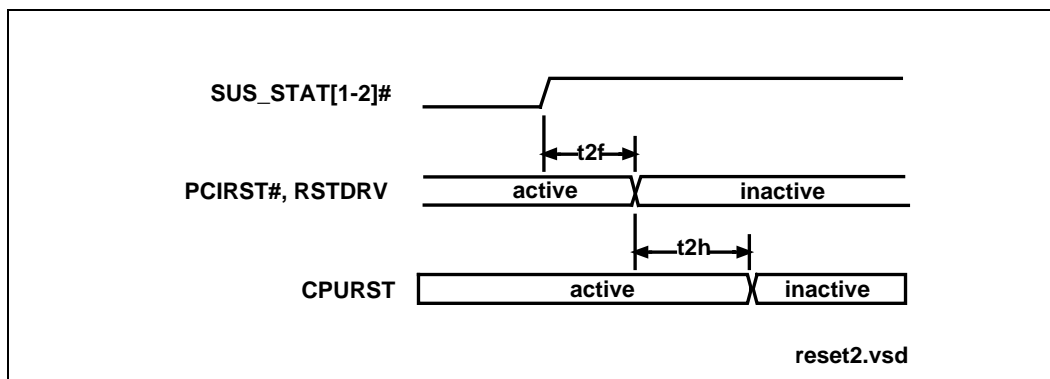 SUS_STAT[1-2]#
t2f
PCIRST#, RSTDRV active inactive
t2h
CPURST active inactive
reset2.vsd